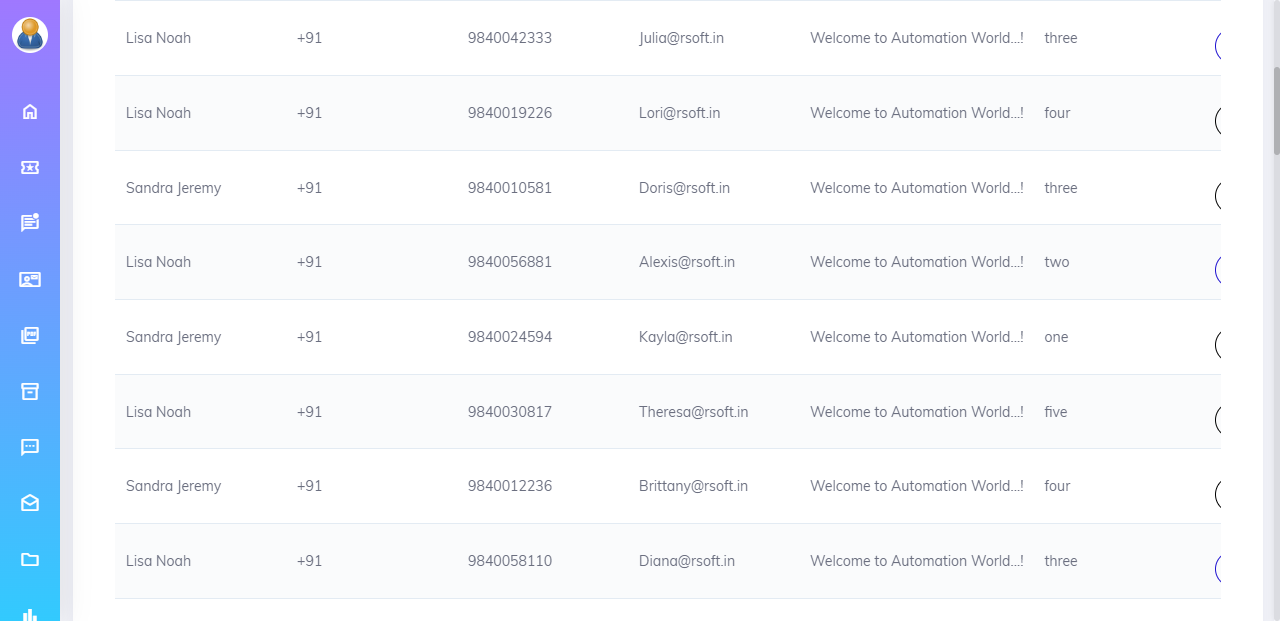 Lisa Noah +91 9840042333 Julia@rsoft.in Welcome to Automation World...! three
Lisa Noah +91 9840019226 Lori@rsoft.in Welcome to Automation World...! four
Sandra Jeremy +91 9840010581 Doris@rsoft.in Welcome to Automation World...! three
Lisa Noah +91 9840056881 Alexis@rsoft.in Welcome to Automation World...! two
Sandra Jeremy +91 9840024594 Kayla@rsoft.in Welcome to Automation World...! one
Lisa Noah +91 9840030817 Theresa@rsoft.in Welcome to Automation World...! five
Sandra Jeremy +91 9840012236 Brittany@rsoft.in Welcome to Automation World...! four
Lisa Noah +91 9840058110 Diana@rsoft.in Welcome to Automation World...! three